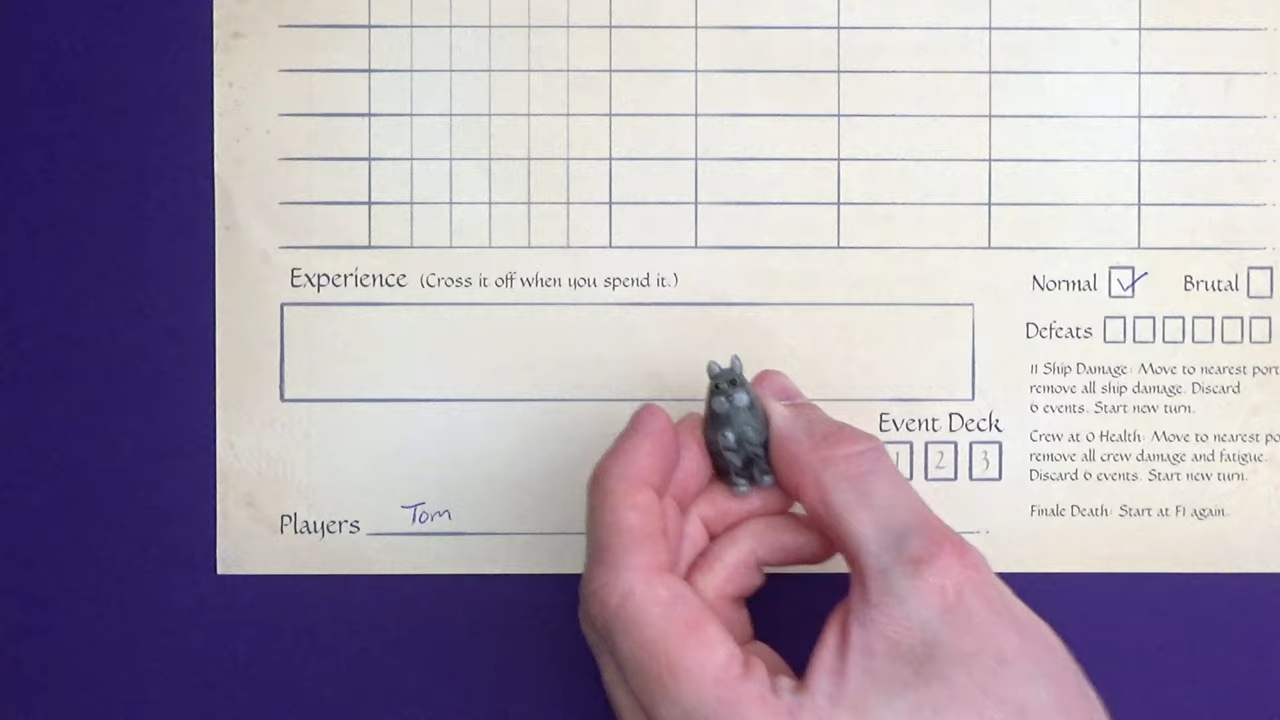 Experience (Cross it off when you spend it.)
Normal Brutal
Defeats
11 Ship Damage: Move to nearest port
remove all ship damage. Discard
6 events. Start new turn.
Event Deck
1 2 3
Crew at 0 Health: Move to nearest po
remove all crew damage and fatigue.
Discard 6 events. Start new turn.
Finale Death: Start at F1 again.
Players Tom